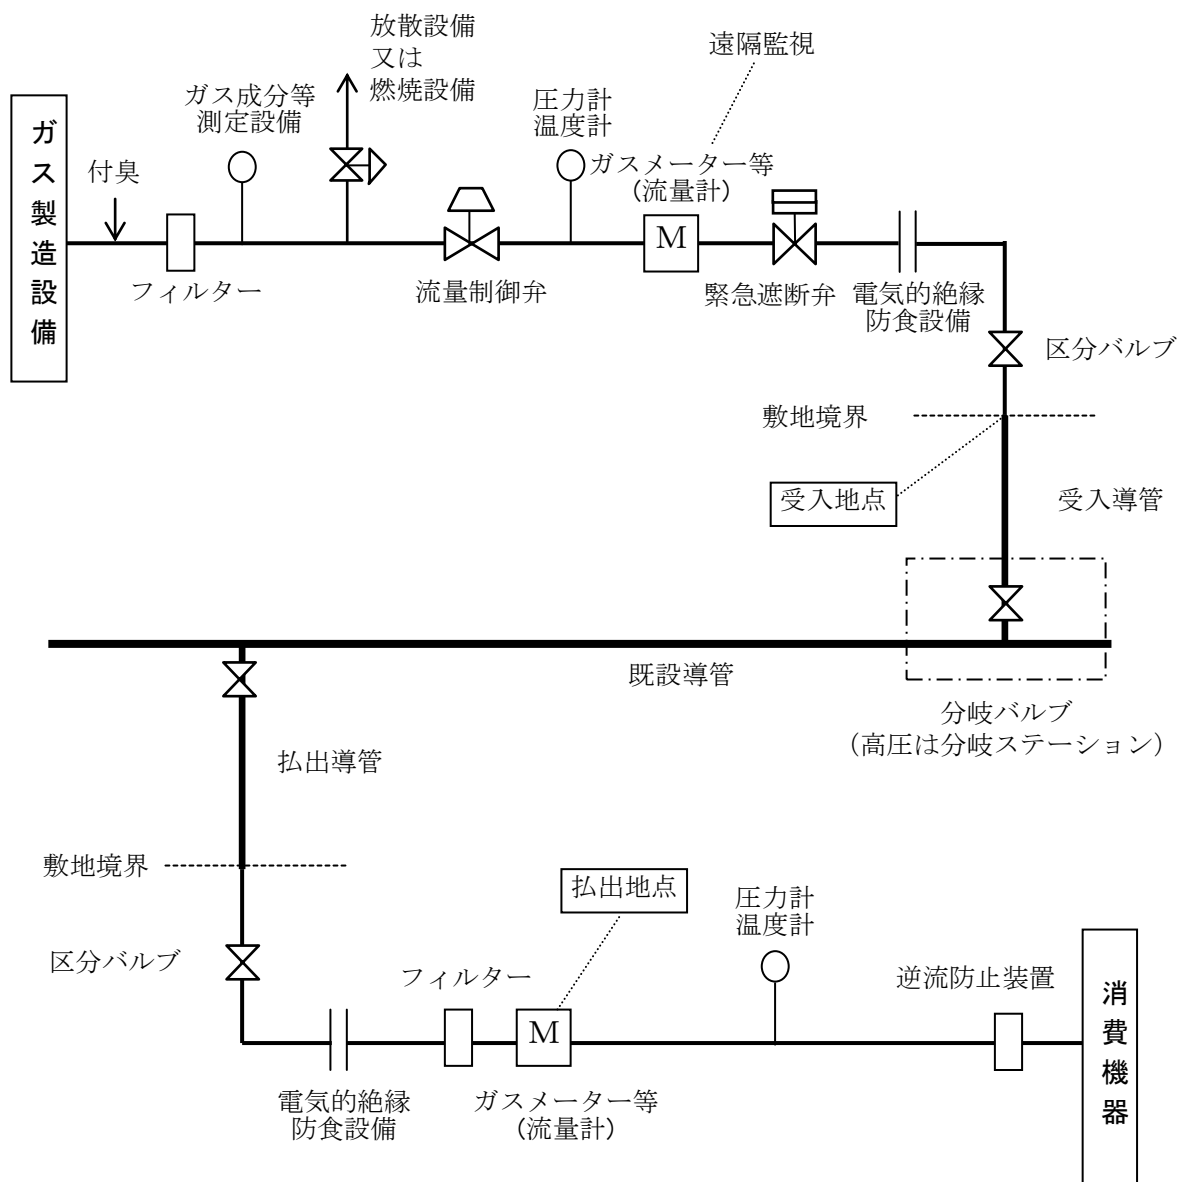 放散設備
又は
燃焼設備
遠隔監視
ガス成分等
測定設備
圧力計
温度計
ガス製造設備
付臭
ガスメーター等
(流量計)
M
フィルター
流量制御弁
緊急遮断弁
電気的絶縁
防食設備
区分バルブ
敷地境界
受入地点
受入導管
既設導管
分岐バルブ
(高圧は分岐ステーション)
払出導管
敷地境界
払出地点
圧力計
温度計
区分バルブ
フィルター
逆流防止装置
消費機器
M
電気的絶縁
防食設備
ガスメーター等
(流量計)